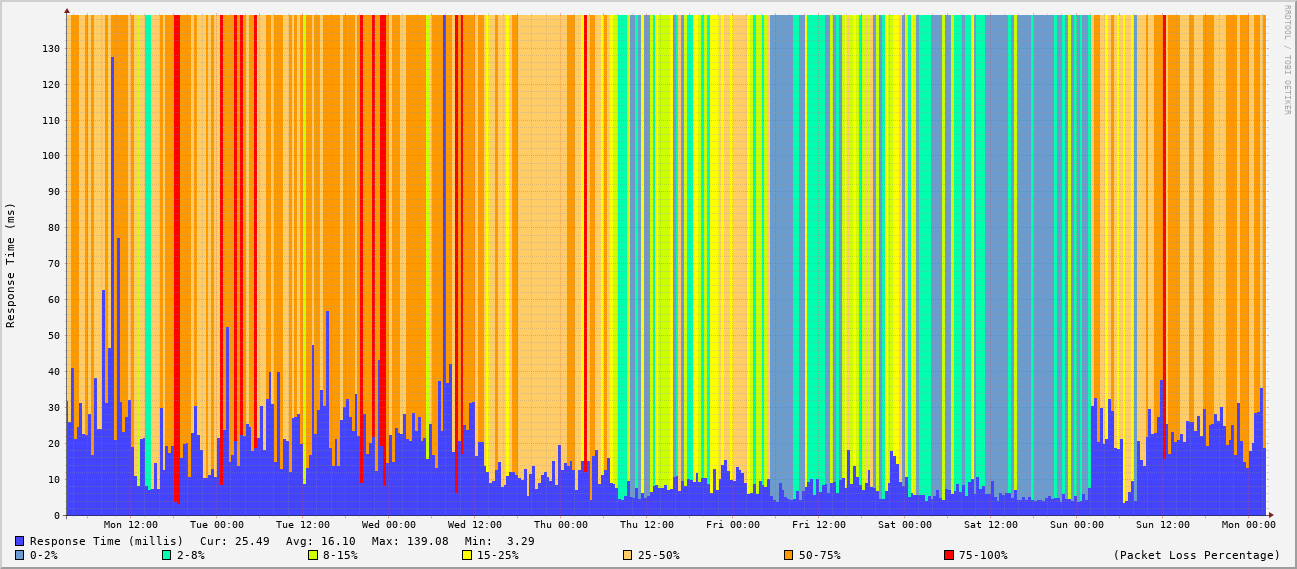 RRDTOOL / TOBI OETIKER
Response Time (ms)
130
120
110
100
90
80
70
60
50
40
30
20
10
0
Mon 12:00 Tue 00:00 Tue 12:00 Wed 00:00 Wed 12:00 Thu 00:00 Thu 12:00 Fri 00:00 Fri 12:00 Sat 00:00 Sat 12:00 Sun 00:00 Sun 12:00 Mon 00:00
Response Time (millis) Cur: 25.49 Avg: 16.10 Max: 139.08 Min: 3.29
0-2% 2-8% 8-15% 15-25% 25-50% 50-75% 75-100% (Packet Loss Percentage)